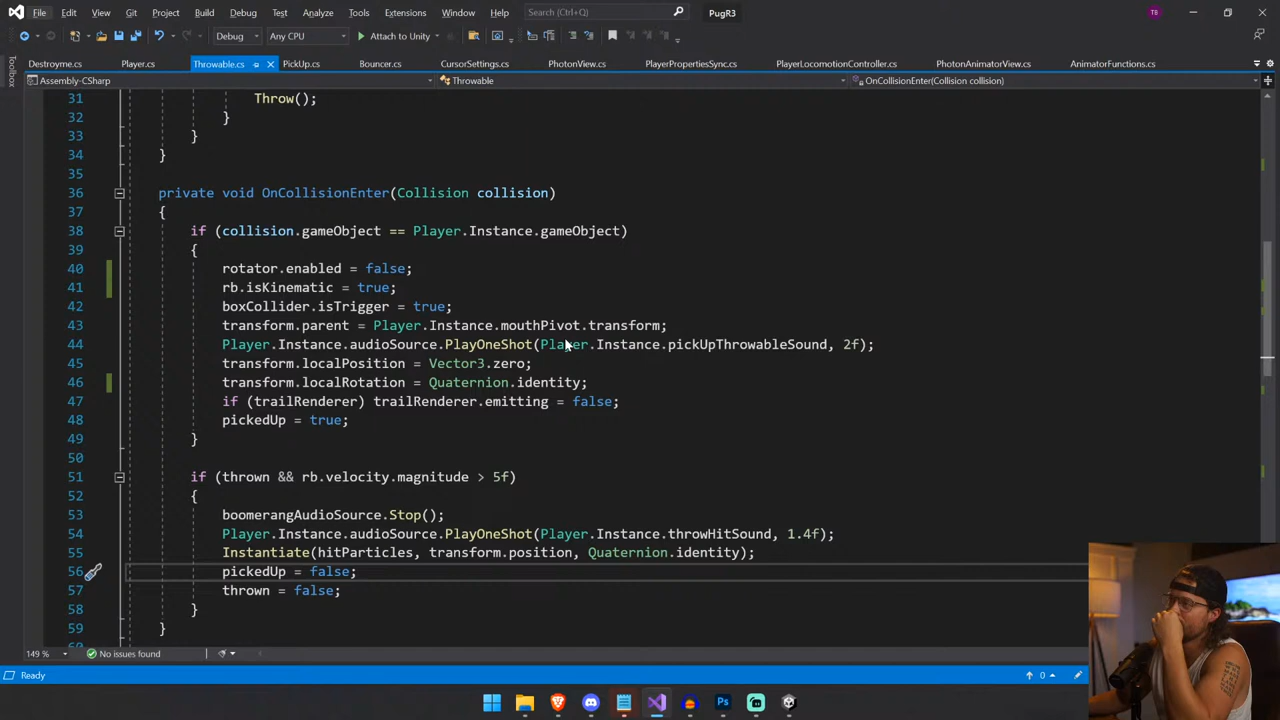 File Edit View Git Project Build Debug Test Analyze Tools Extensions Window Help Search (Ctrl+Q) PugR3 TB
Debug Any CPU Attach to Unity
Toolbox
Destroyme.cs Player.cs Throwable.cs PickUp.cs Bouncer.cs CursorSettings.cs PhotonView.cs PlayerPropertiesSync.cs PlayerLocomotionController.cs PhotonAnimatorView.cs AnimatorFunctions.cs
Assembly-CSharp Throwable OnCollisionEnter(Collision collision)
31 Throw();
32 }
33 }
34 }
35
36 private void OnCollisionEnter(Collision collision)
37 {
38 if (collision.gameObject == Player.Instance.gameObject)
39 {
40 rotator.enabled = false;
41 rb.isKinematic = true;
42 boxCollider.isTrigger = true;
43 transform.parent = Player.Instance.mouthPivot.transform;
44 Player.Instance.audioSource.PlayOneShot(Player.Instance.pickUpThrowableSound, 2f);
45 transform.localPosition = Vector3.zero;
46 transform.localRotation = Quaternion.identity;
47 if (trailRenderer) trailRenderer.emitting = false;
48 pickedUp = true;
49 }
50
51 if (thrown && rb.velocity.magnitude > 5f)
52 {
53 boomerangAudioSource.Stop();
54 Player.Instance.audioSource.PlayOneShot(Player.Instance.throwHitSound, 1.4f);
55 Instantiate(hitParticles, transform.position, Quaternion.identity);
56 pickedUp = false;
57 thrown = false;
58 }
59 }
149 % No issues found
Ready 0
Ps